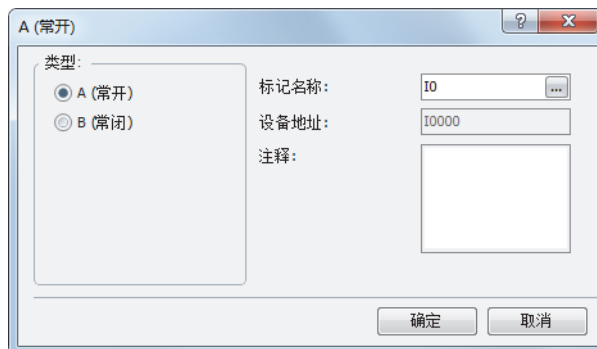 A (常开)
类型:
A (常开)
B (常闭)
标记名称:
I0
...
设备地址:
I0000
注释:
确定
取消